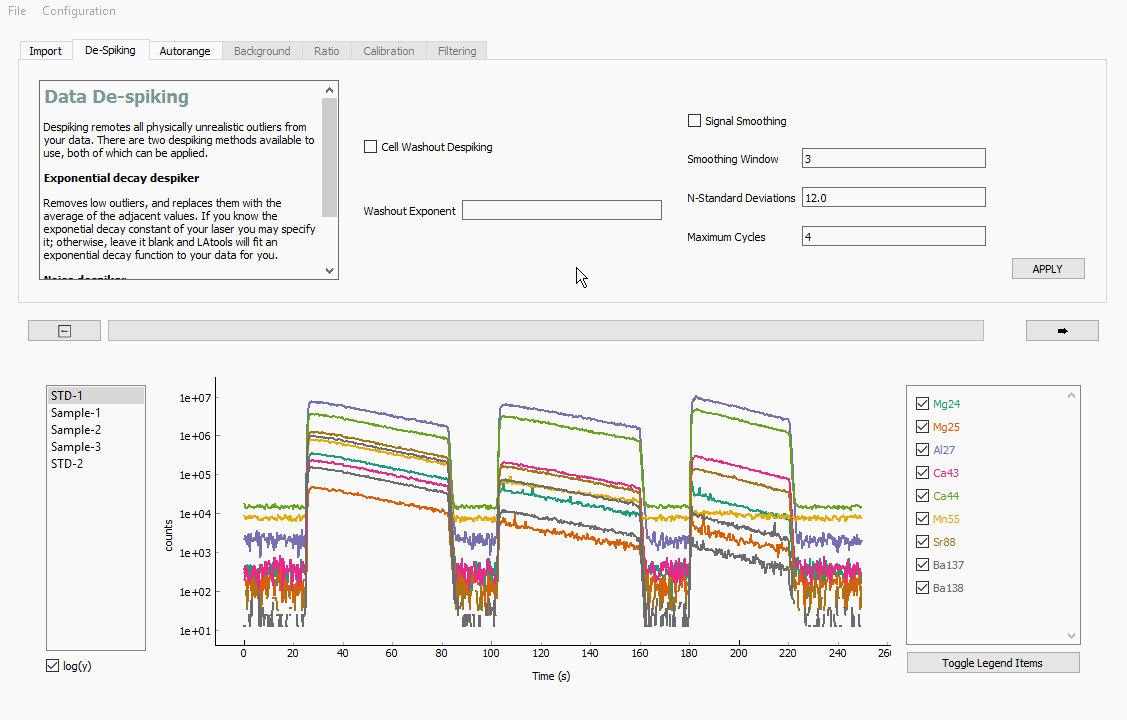 File Configuration
Import De-Spiking Autorange Background Ratio Calibration Filtering
Data De-spiking
Despiking remotes all physically unrealistic outliers from
your data. There are two despiking methods available to
use, both of which can be applied.
Exponential decay despiker
Removes low outliers, and replaces them with the
average of the adjacent values. If you know the
exponetial decay constant of your laser you may specify
it; otherwise, leave it blank and LAtools will fit an
exponential decay function to your data for you.
Noise despiker
Cell Washout Despiking
Washout Exponent
Signal Smoothing
Smoothing Window 3
N-Standard Deviations 12.0
Maximum Cycles 4
APPLY
STD-1
Sample-1
Sample-2
Sample-3
STD-2
log(y)
counts
1e+07
1e+06
1e+05
1e+04
1e+03
1e+02
1e+01
0 20 40 60 80 100 120 140 160 180 200 220 240 26
Time (s)
Mg24
Mg25
Al27
Ca43
Ca44
Mn55
Sr88
Ba137
Ba138
Toggle Legend Items